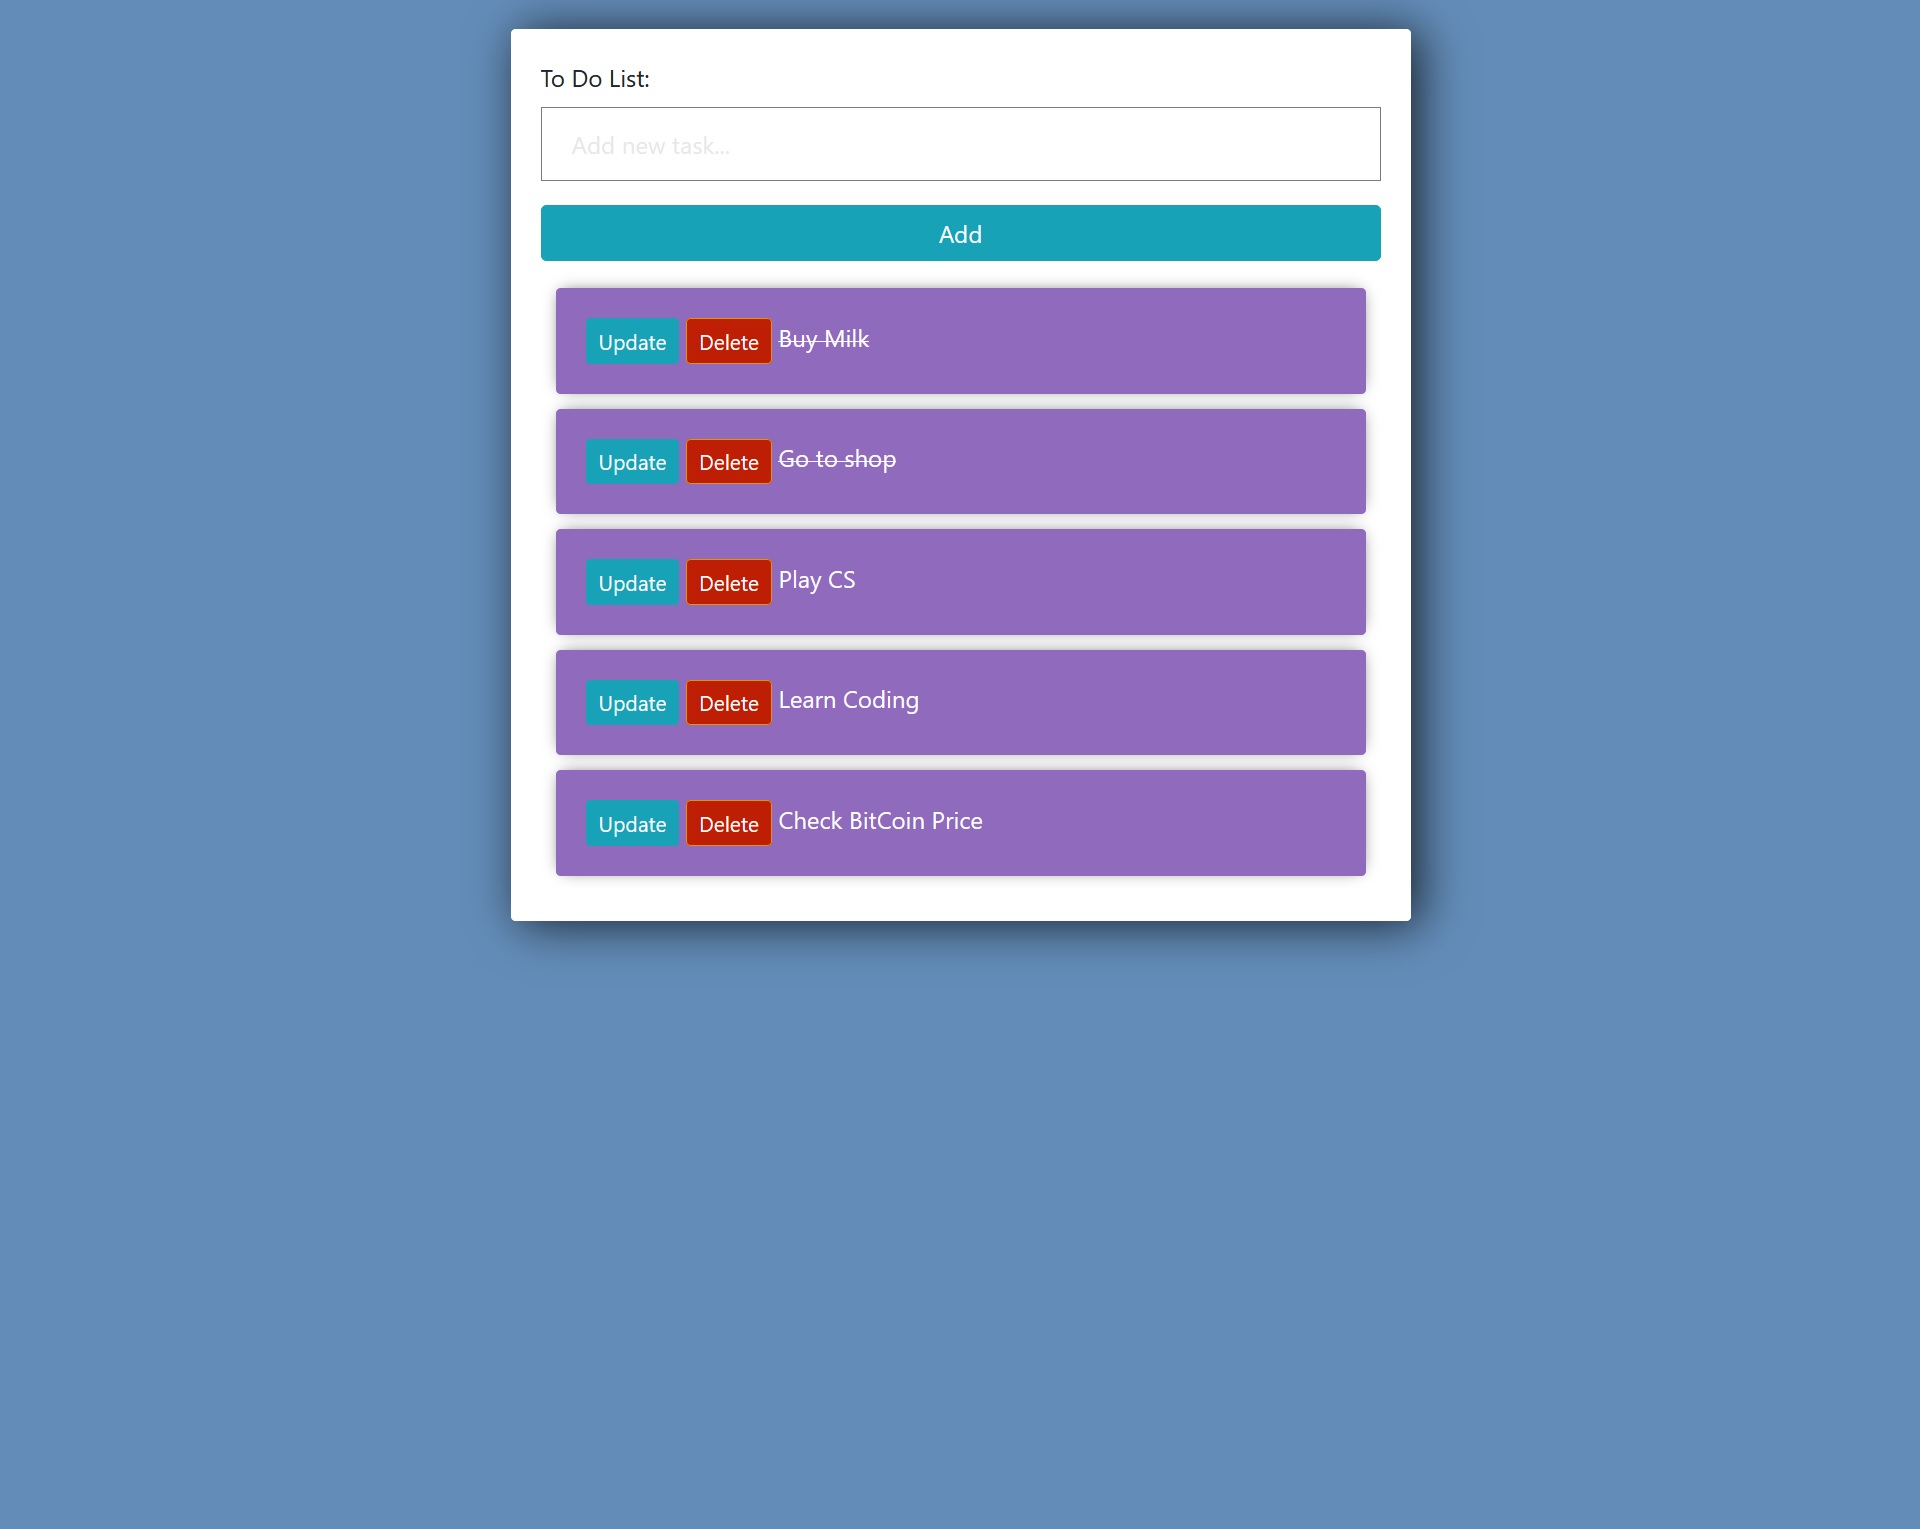 To Do List:
Add new task...
Add
Update Delete Buy Milk
Update Delete Go to shop
Update Delete Play CS
Update Delete Learn Coding
Update Delete Check BitCoin Price